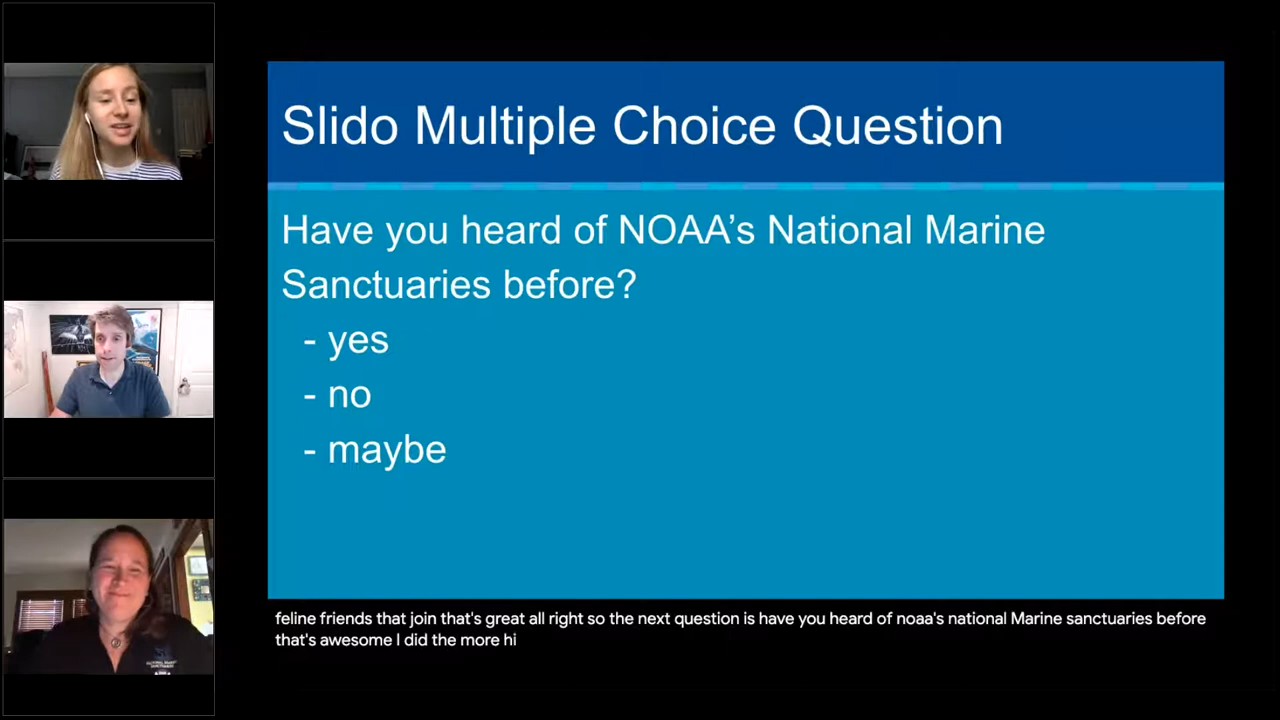 Slido Multiple Choice Question
Have you heard of NOAA’s National Marine
Sanctuaries before?
- yes
- no
- maybe
feline friends that join that's great all right so the next question is have you heard of noaa's national Marine sanctuaries before
that's awesome I did the more hi